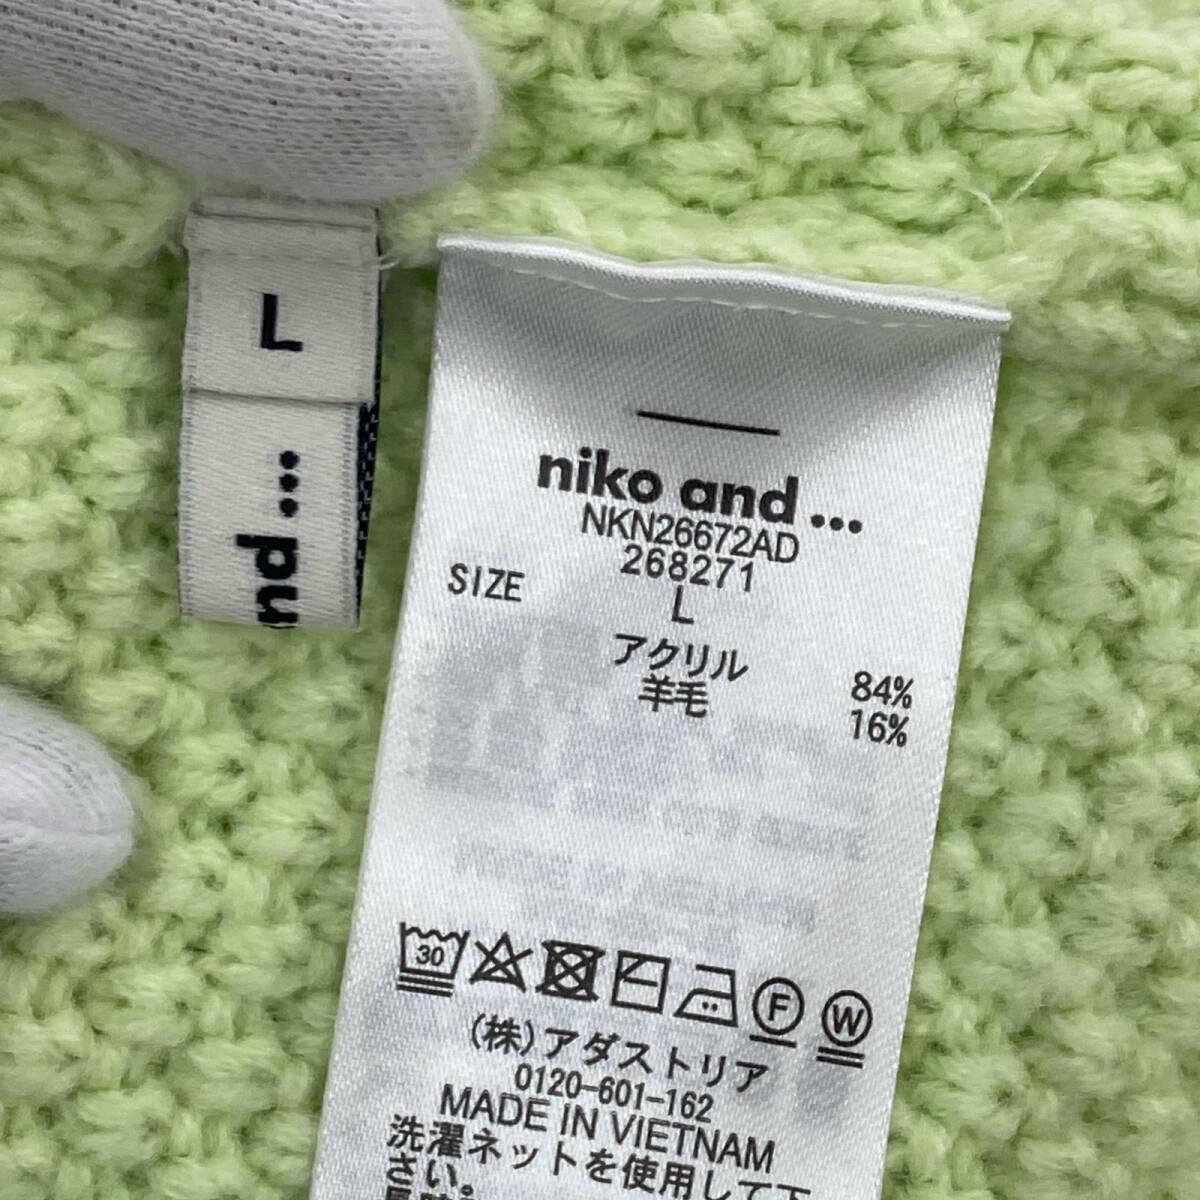 L
nd ...
niko and ...
NKN26672AD
268271
SIZE L
アクリル 84%
羊毛 16%
30
F W
(株)アダストリア
0120-601-162
MADE IN VIETNAM
洗濯ネットを使用して下
さい。